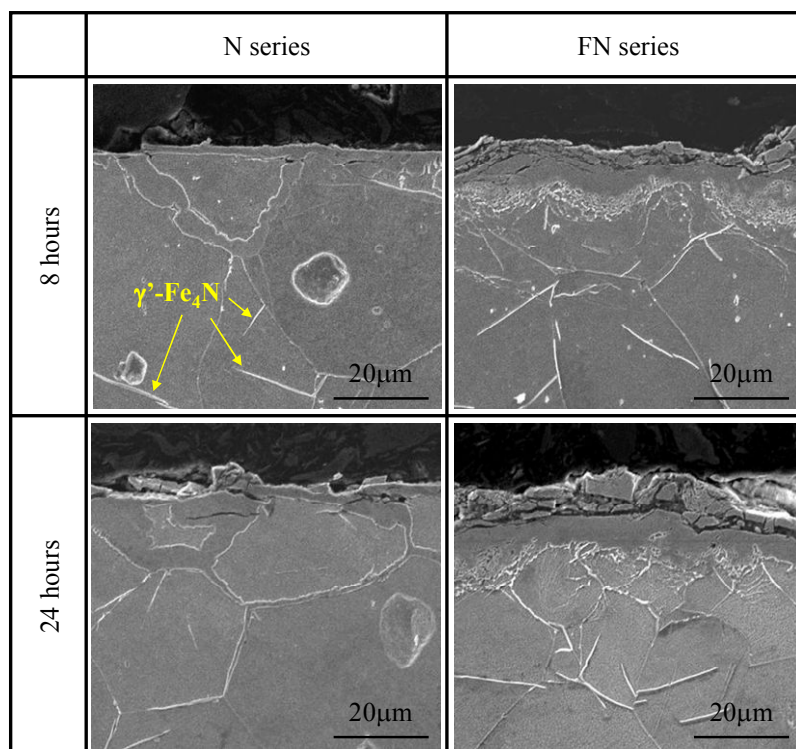 N series
FN series
8 hours
γ'-Fe₄N
20μm
20μm
24 hours
20μm
20μm